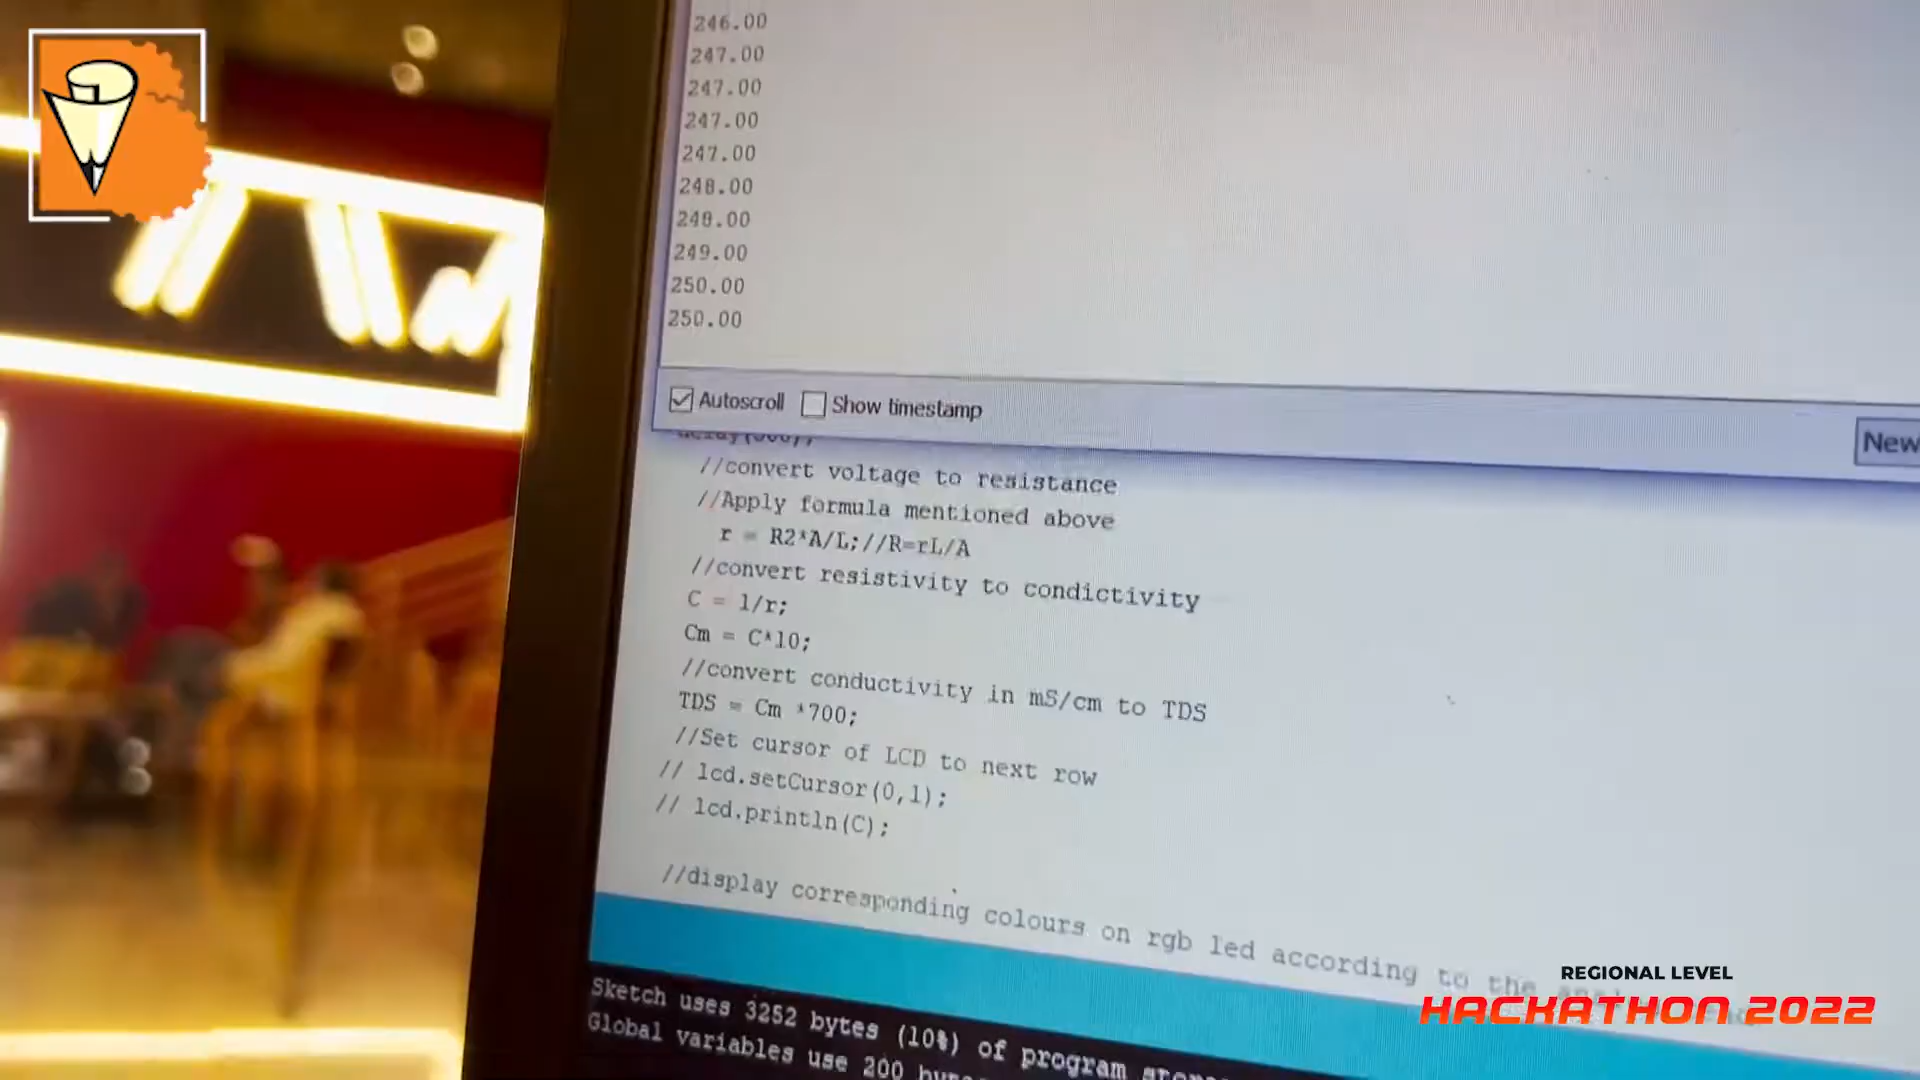 246.00
247.00
247.00
247.00
247.00
248.00
248.00
249.00
250.00
250.00
Autoscroll Show timestamp
New
//convert voltage to resistance
//Apply formula mentioned above
r = R2*A/L;//R=rL/A
//convert resistivity to condictivity
C = 1/r;
Cm = C*10;
//convert conductivity in mS/cm to TDS
TDS = Cm *700;
//Set cursor of LCD to next row
// lcd.setCursor(0,1);
// lcd.println(C);
//display corresponding colours on rgb led according to the
Sketch uses 3252 bytes (10%) of program
Global variables use 200
REGIONAL LEVEL
HACKATHON 2022